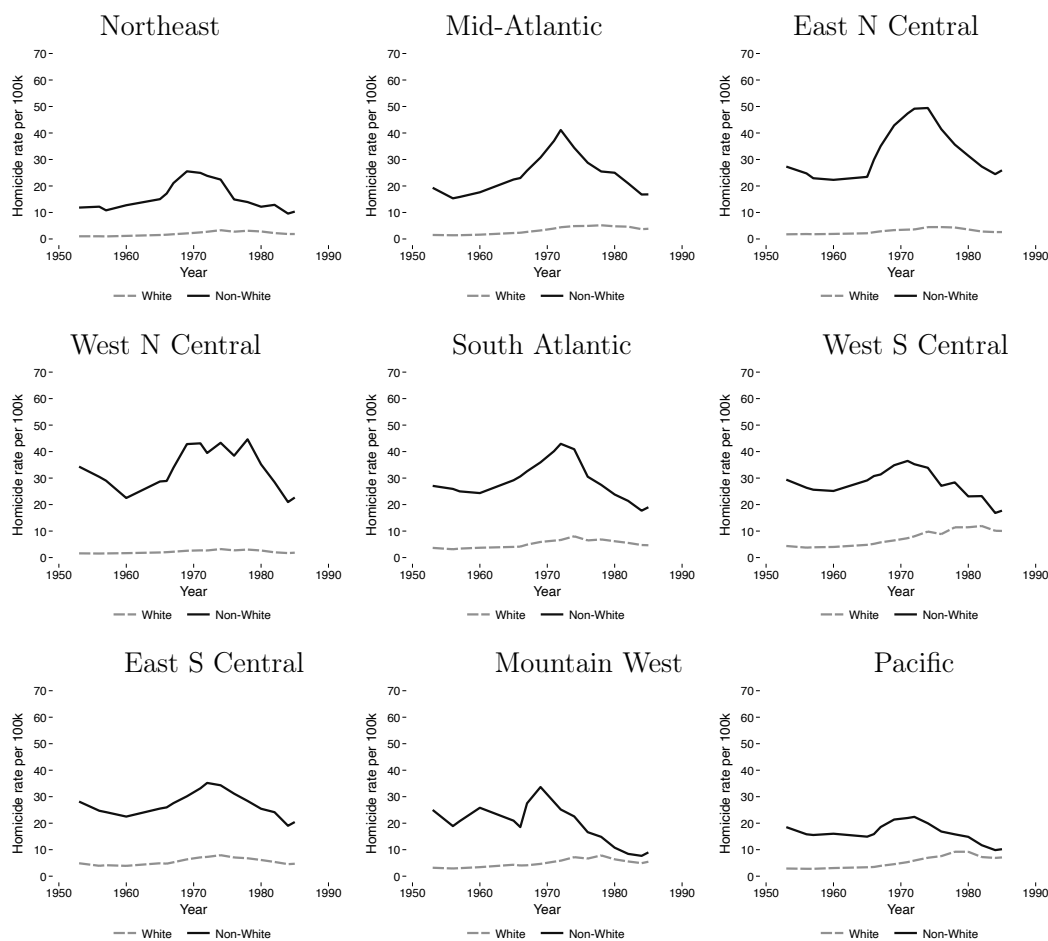 Northeast
Homicide rate per 100k
70
60
50
40
30
20
10
0
1950 1960 1970 1980 1990
Year
White Non-White
Mid-Atlantic
Homicide rate per 100k
70
60
50
40
30
20
10
0
1950 1960 1970 1980 1990
Year
White Non-White
East N Central
Homicide rate per 100k
70
60
50
40
30
20
10
0
1950 1960 1970 1980 1990
Year
White Non-White
West N Central
Homicide rate per 100k
70
60
50
40
30
20
10
0
1950 1960 1970 1980 1990
Year
White Non-White
South Atlantic
Homicide rate per 100k
70
60
50
40
30
20
10
0
1950 1960 1970 1980 1990
Year
White Non-White
West S Central
Homicide rate per 100k
70
60
50
40
30
20
10
0
1950 1960 1970 1980 1990
Year
White Non-White
East S Central
Homicide rate per 100k
70
60
50
40
30
20
10
0
1950 1960 1970 1980 1990
Year
White Non-White
Mountain West
Homicide rate per 100k
70
60
50
40
30
20
10
0
1950 1960 1970 1980 1990
Year
White Non-White
Pacific
Homicide rate per 100k
70
60
50
40
30
20
10
0
1950 1960 1970 1980 1990
Year
White Non-White